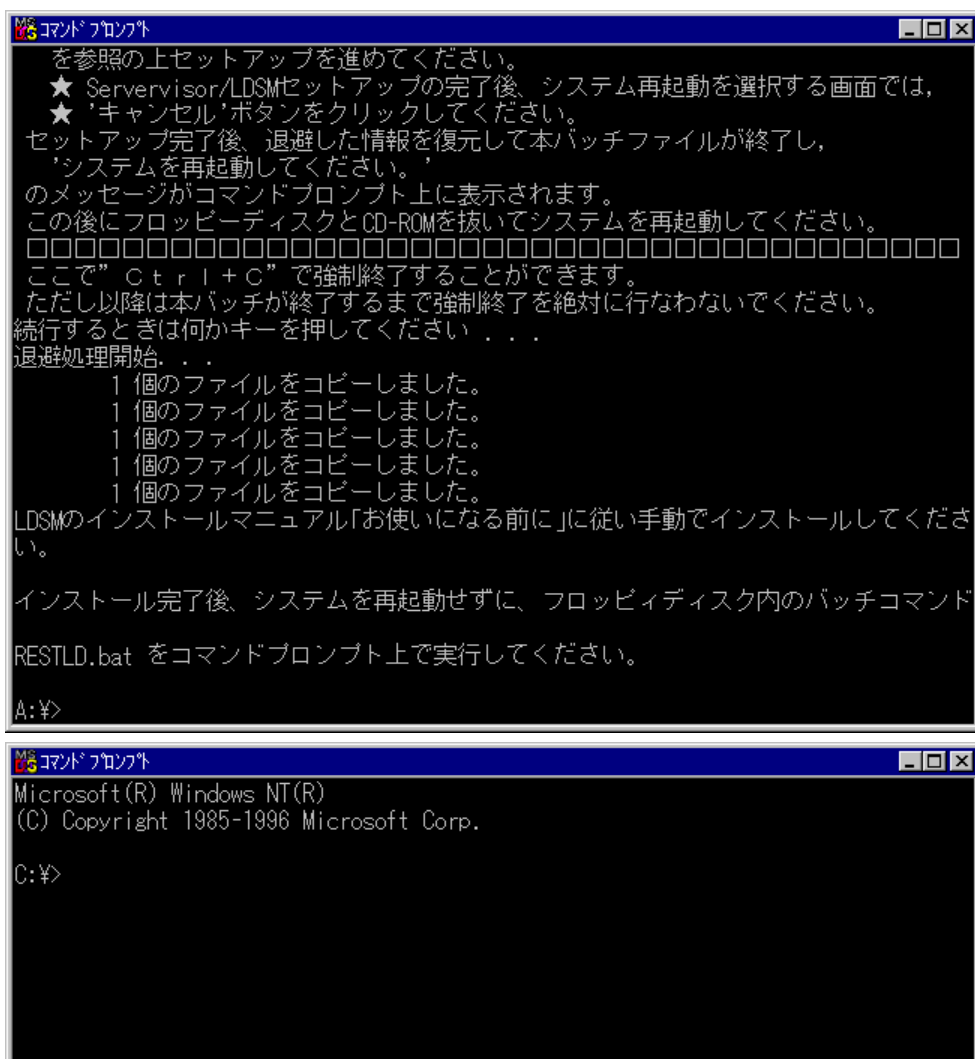 コマンド プロンプト
を参照の上セットアップを進めてください。
★ Servervisor/LDSMセットアップの完了後、システム再起動を選択する画面では,
★ 'キャンセル'ボタンをクリックしてください。
セットアップ完了後、退避した情報を復元して本バッチファイルが終了し,
'システムを再起動してください。'
のメッセージがコマンドプロンプト上に表示されます。
この後にフロッピーディスクとCD-ROMを抜いてシステムを再起動してください。
□□□□□□□□□□□□□□□□□□□□□□□□□□□□□□□□□□□□□□□
ここで”Ｃｔｒｌ＋Ｃ”で強制終了することができます。
ただし以降は本バッチが終了するまで強制終了を絶対に行なわないでください。
続行するときは何かキーを押してください . . .
退避処理開始. . .
1 個のファイルをコピーしました。
1 個のファイルをコピーしました。
1 個のファイルをコピーしました。
1 個のファイルをコピーしました。
1 個のファイルをコピーしました。
LDSMのインストールマニュアル「お使いになる前に」に従い手動でインストールしてくださ
い。
インストール完了後、システムを再起動せずに、フロッピィディスク内のバッチコマンド
RESTLD.bat をコマンドプロンプト上で実行してください。
A:¥>
コマンド プロンプト
Microsoft(R) Windows NT(R)
(C) Copyright 1985-1996 Microsoft Corp.
C:¥>